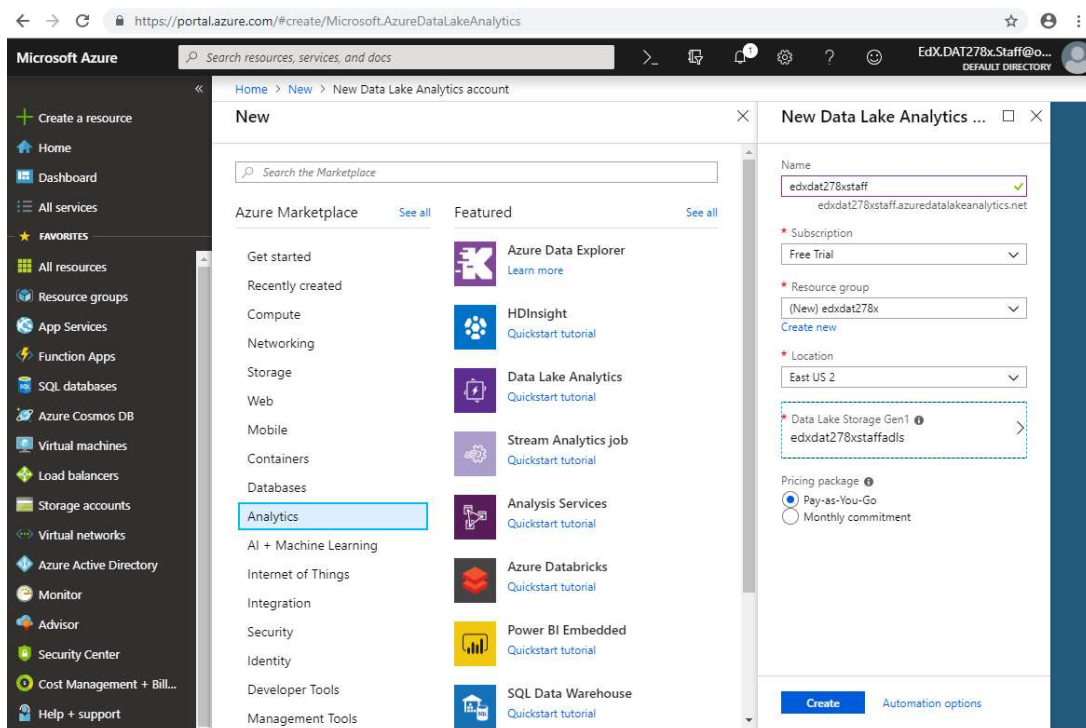 https://portal.azure.com/#create/Microsoft.AzureDataLakeAnalytics
Microsoft Azure
Search resources, services, and docs
1
EdX.DAT278x.Staff@o...
DEFAULT DIRECTORY
Create a resource
Home
Dashboard
All services
FAVORITES
All resources
Resource groups
App Services
Function Apps
SQL databases
Azure Cosmos DB
Virtual machines
Load balancers
Storage accounts
Virtual networks
Azure Active Directory
Monitor
Advisor
Security Center
Cost Management + Bill...
Help + support
Home > New > New Data Lake Analytics account
New
Search the Marketplace
Azure Marketplace
See all
Get started
Recently created
Compute
Networking
Storage
Web
Mobile
Containers
Databases
Analytics
AI + Machine Learning
Internet of Things
Integration
Security
Identity
Developer Tools
Management Tools
Featured
See all
Azure Data Explorer
Learn more
HDInsight
Quickstart tutorial
Data Lake Analytics
Quickstart tutorial
Stream Analytics job
Quickstart tutorial
Analysis Services
Quickstart tutorial
Azure Databricks
Quickstart tutorial
Power BI Embedded
Quickstart tutorial
SQL Data Warehouse
Quickstart tutorial
New Data Lake Analytics ...
Name
edxdat278xstaff
edxdat278xstaff.azuredatalakeanalytics.net
* Subscription
Free Trial
* Resource group
(New) edxdat278x
Create new
* Location
East US 2
* Data Lake Storage Gen1
edxdat278xstaffadls
Pricing package
Pay-as-You-Go
Monthly commitment
Create
Automation options